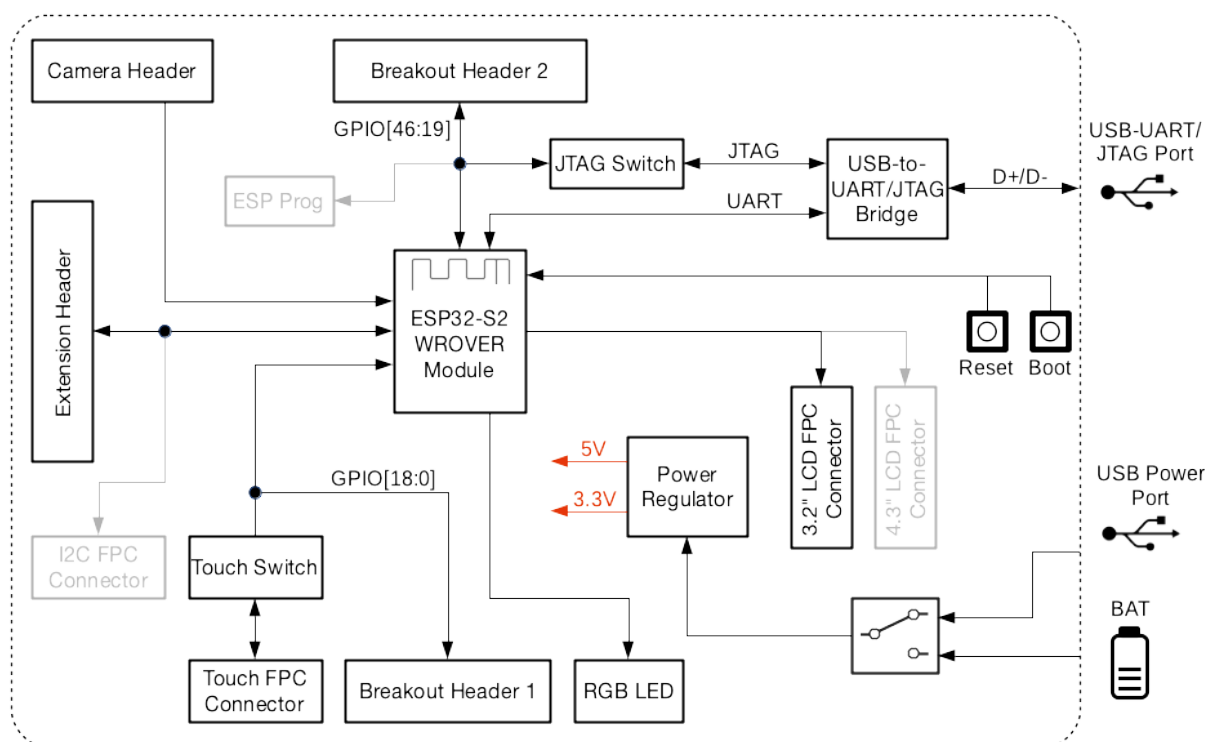 Camera Header
Breakout Header 2
GPIO[46:19]
USB-UART/
JTAG Port
JTAG Switch
JTAG
USB-to-
UART/JTAG
Bridge
D+/D-
ESP Prog
UART
Extension Header
ESP32-S2
WROVER
Module
Reset
Boot
3.2" LCD FPC
Connector
4.3" LCD FPC
Connector
5V
3.3V
Power
Regulator
GPIO[18:0]
USB Power
Port
I2C FPC
Connector
Touch Switch
BAT
Touch FPC
Connector
Breakout Header 1
RGB LED